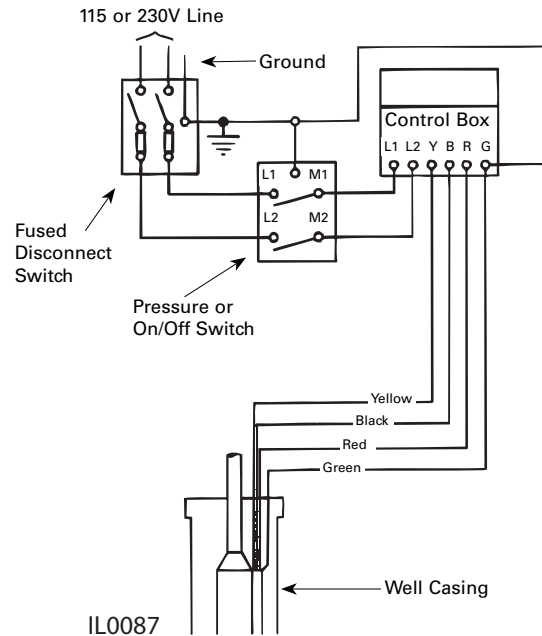 115 or 230V Line
Ground
Control Box
L1 L2 Y B R G
L1 M1
L2 M2
Fused
Disconnect
Switch
Pressure or
On/Off Switch
Yellow
Black
Red
Green
Well Casing
IL0087